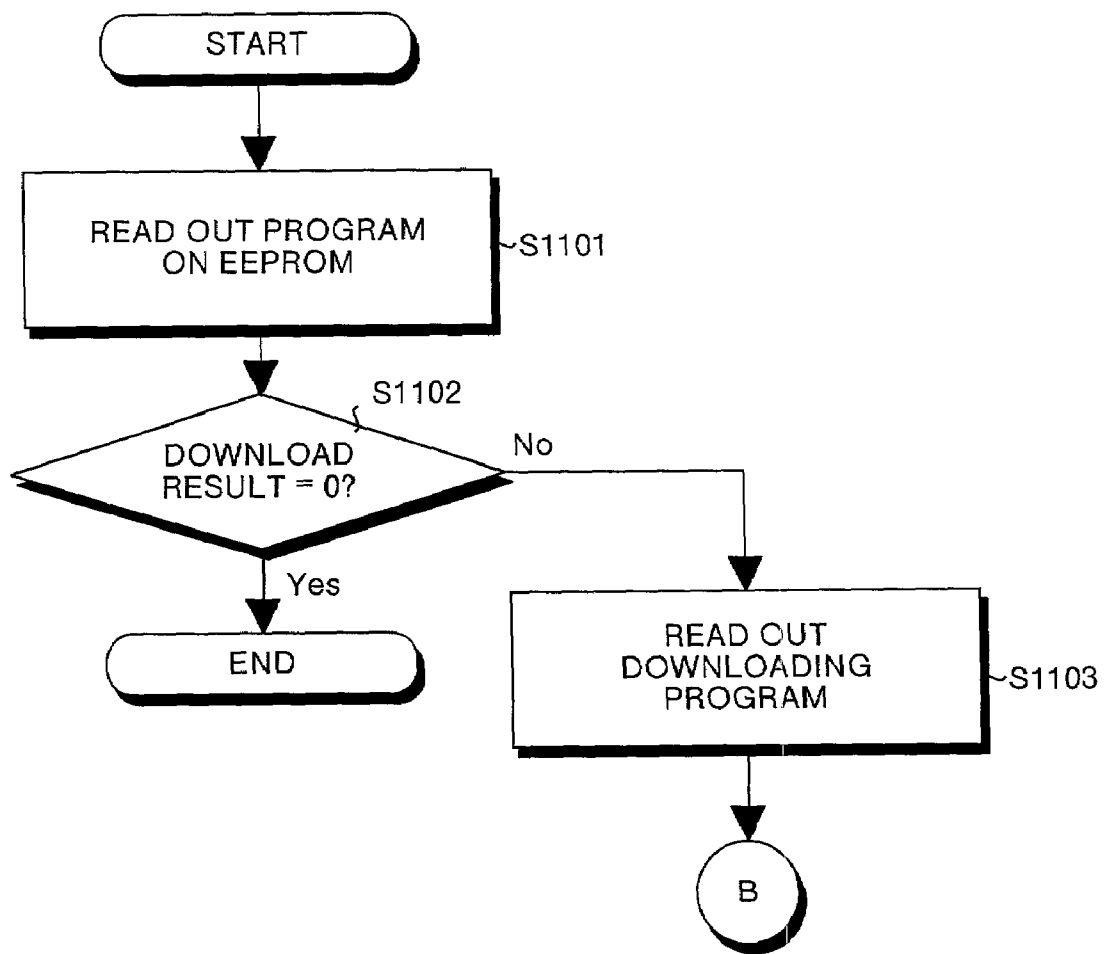 START
READ OUT PROGRAM
ON EEPROM
S1101
S1102
DOWNLOAD
RESULT = 0?
No
Yes
END
READ OUT
DOWNLOADING
PROGRAM
S1103
B